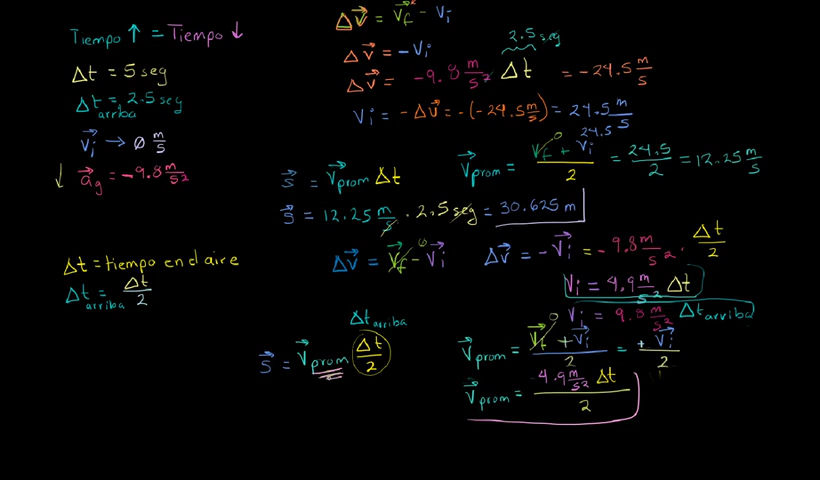 Tiempo ↑ = Tiempo ↓
Δt = 5 seg
Δt arriba = 2.5 seg
v⃗i → 0 m/s
↓ a⃗g = -9.8 m/s²
Δv⃗ = v⃗f - vi
Δv⃗ = -vi
2.5 seg
Δv⃗ = -9.8 m/s² Δt = -24.5 m/s
Vi = -Δv⃗ = -(-24.5 m/s) = 24.5 m/s
s⃗ = v⃗prom Δt
0 24.5
v⃗prom = (vf + v⃗i)/2 = 24.5/2 = 12.25 m/s
s⃗ = 12.25 m/s · 2.5 seg = 30.625 m
Δt = tiempo en el aire
Δt arriba = Δt/2
Δv⃗ = v⃗f 0 - v⃗i
Δv⃗ = -v⃗i = -9.8 m/s² · Δt/2
Vi = 4.9 m/s² Δt
Vi = 9.8 m/s² Δt arriba
Δt arriba
s⃗ = v⃗prom Δt/2
v⃗prom = (v⃗f 0 + v⃗i)/2 = + v⃗i/2
v⃗prom = 4.9 m/s² Δt / 2